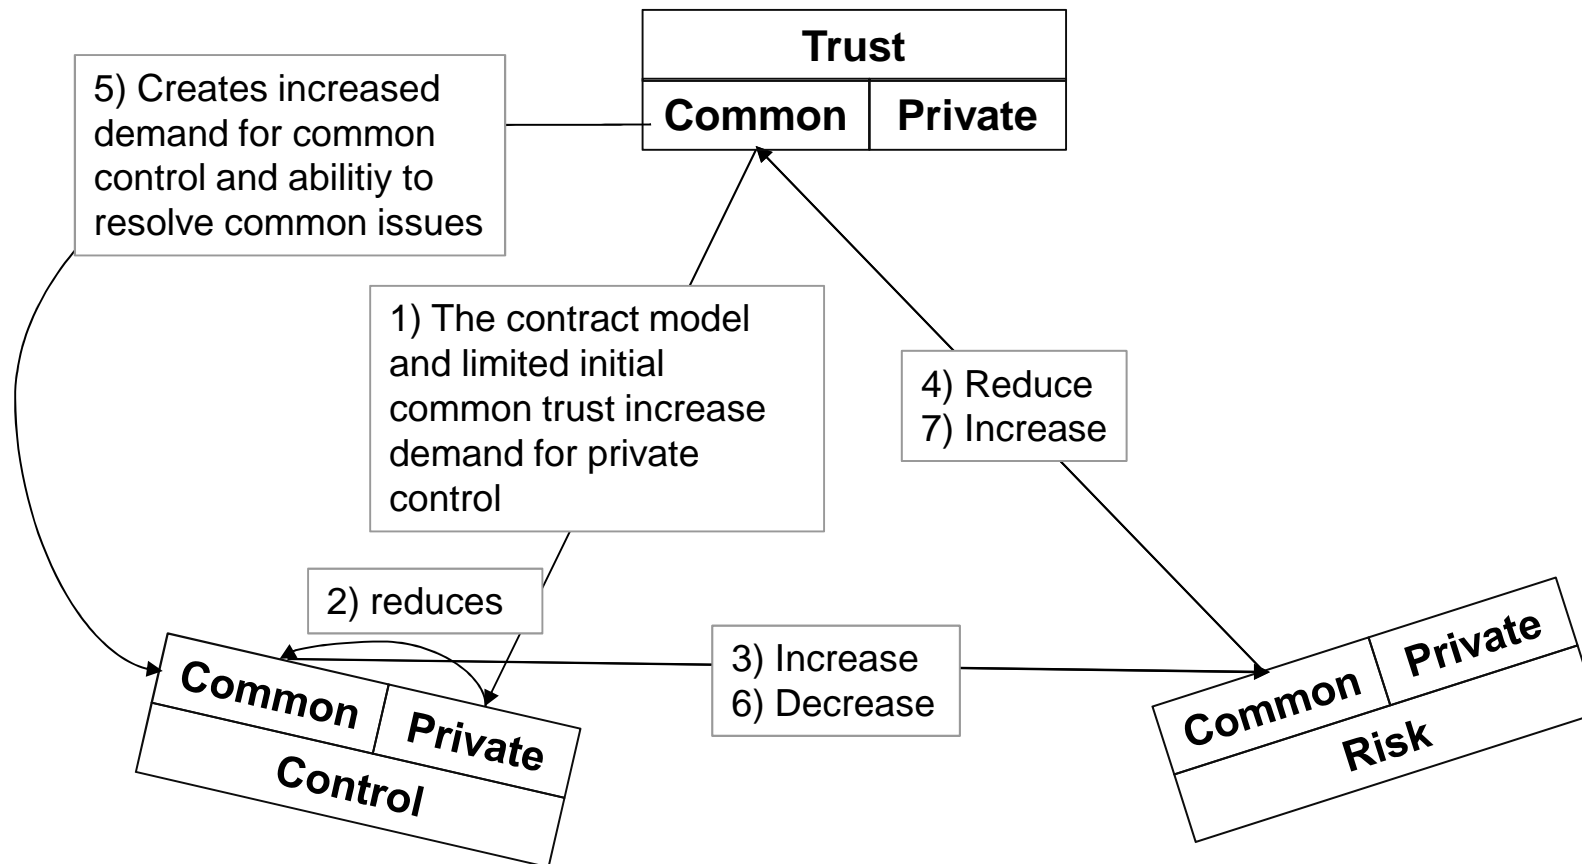 Trust
Common Private
5) Creates increased
demand for common
control and abilitiy to
resolve common issues
1) The contract model
and limited initial
common trust increase
demand for private
control
4) Reduce
7) Increase
2) reduces
3) Increase
6) Decrease
Common Private
Control
Common Private
Risk